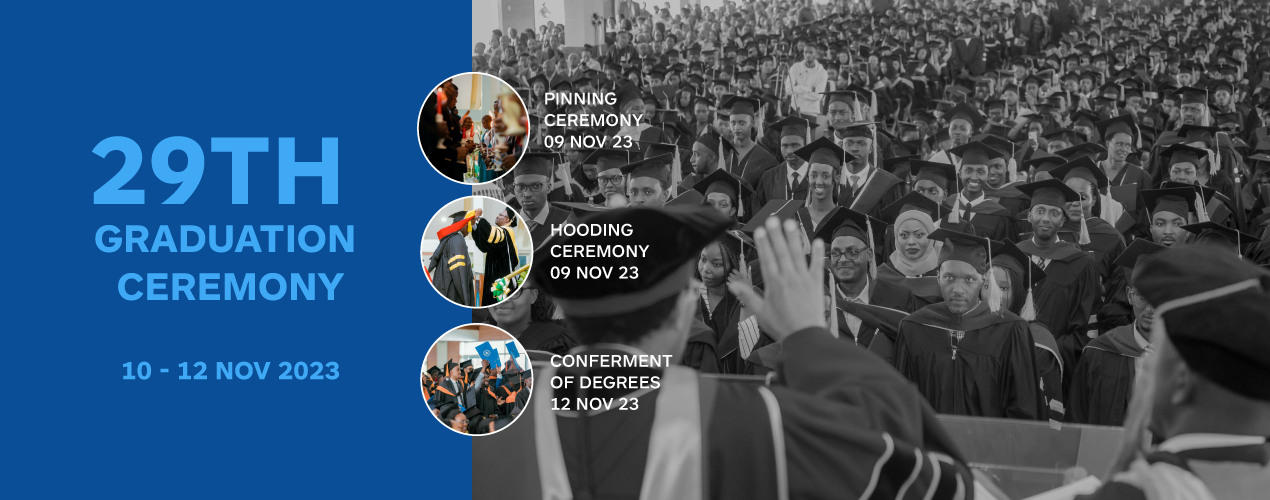 29TH
GRADUATION
CEREMONY
10 - 12 NOV 2023
PINNING
CEREMONY
09 NOV 23
HOODING
CEREMONY
09 NOV 23
CONFERMENT
OF DEGREES
12 NOV 23